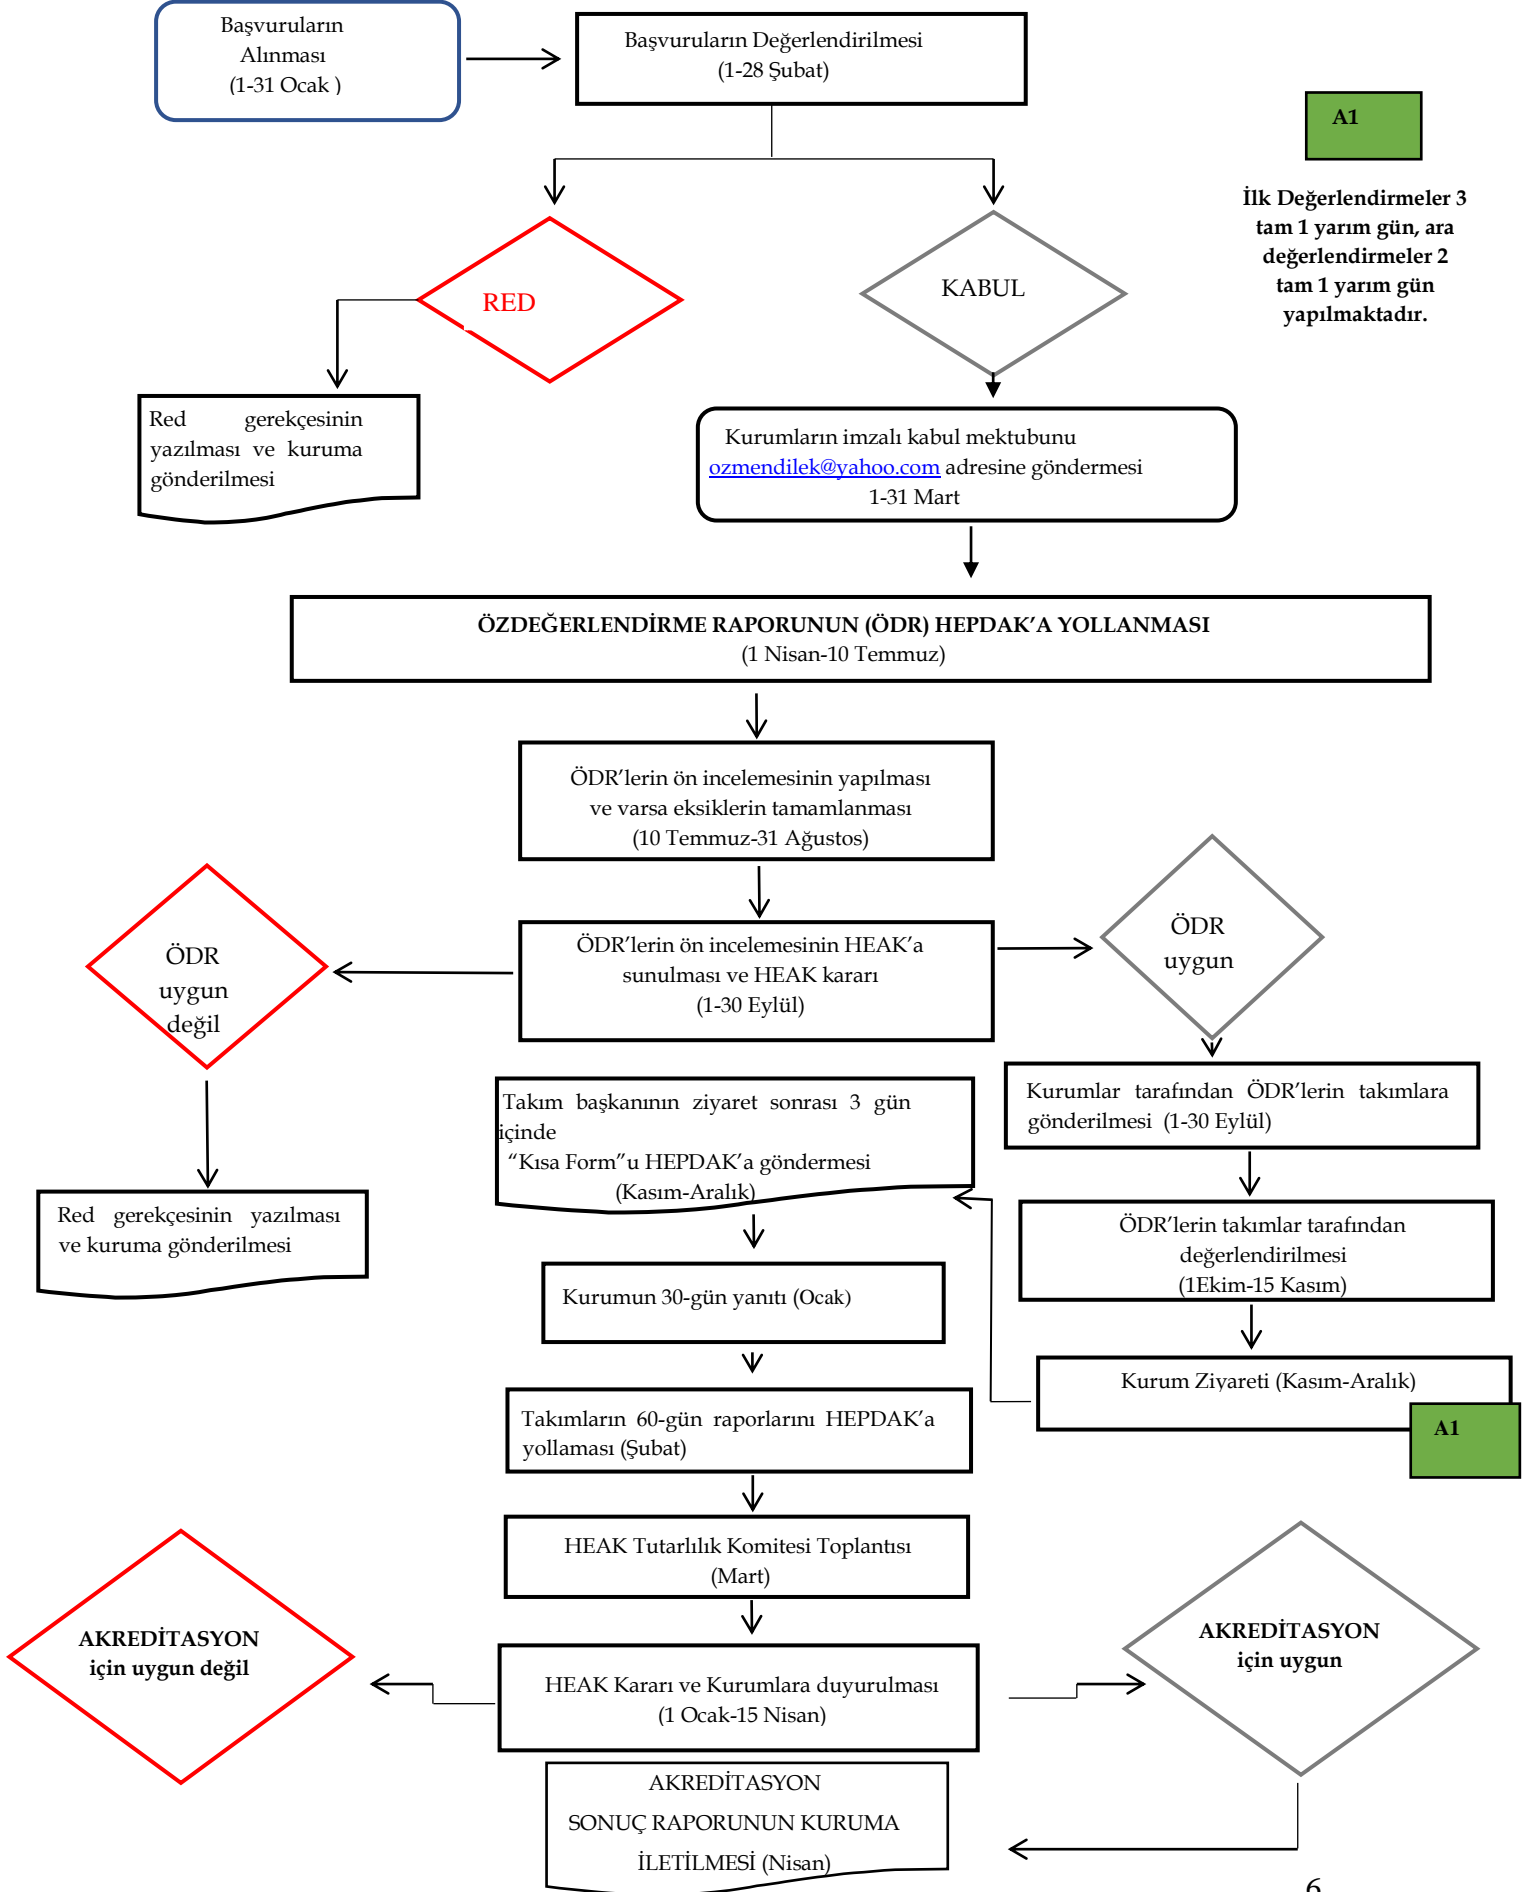 Başvuruların
Alınması
(1-31 Ocak )
Başvuruların Değerlendirilmesi
(1-28 Şubat)
A1
İlk Değerlendirmeler 3
tam 1 yarım gün, ara
değerlendirmeler 2
tam 1 yarım gün
yapılmaktadır.
RED
KABUL
Red gerekçesinin
yazılması ve kuruma
gönderilmesi
Kurumların imzalı kabul mektubunu
ozmendilek@yahoo.com adresine göndermesi
1-31 Mart
ÖZDEĞERLENDİRME RAPORUNUN (ÖDR) HEPDAK’A YOLLANMASI
(1 Nisan-10 Temmuz)
ÖDR’lerin ön incelemesinin yapılması
ve varsa eksiklerin tamamlanması
(10 Temmuz-31 Ağustos)
ÖDR’lerin ön incelemesinin HEAK’a
sunulması ve HEAK kararı
(1-30 Eylül)
ÖDR
uygun
değil
ÖDR
uygun
Red gerekçesinin yazılması
ve kuruma gönderilmesi
Kurumlar tarafından ÖDR’lerin takımlara
gönderilmesi (1-30 Eylül)
ÖDR’lerin takımlar tarafından
değerlendirilmesi
(1Ekim-15 Kasım)
Kurum Ziyareti (Kasım-Aralık)
A1
Takım başkanının ziyaret sonrası 3 gün
içinde
“Kısa Form”u HEPDAK’a göndermesi
(Kasım-Aralık)
Kurumun 30-gün yanıtı (Ocak)
Takımların 60-gün raporlarını HEPDAK’a
yollaması (Şubat)
HEAK Tutarlılık Komitesi Toplantısı
(Mart)
HEAK Kararı ve Kurumlara duyurulması
(1 Ocak-15 Nisan)
AKREDİTASYON
için uygun değil
AKREDİTASYON
için uygun
AKREDİTASYON
SONUÇ RAPORUNUN KURUMA
İLETİLMESİ (Nisan)
6